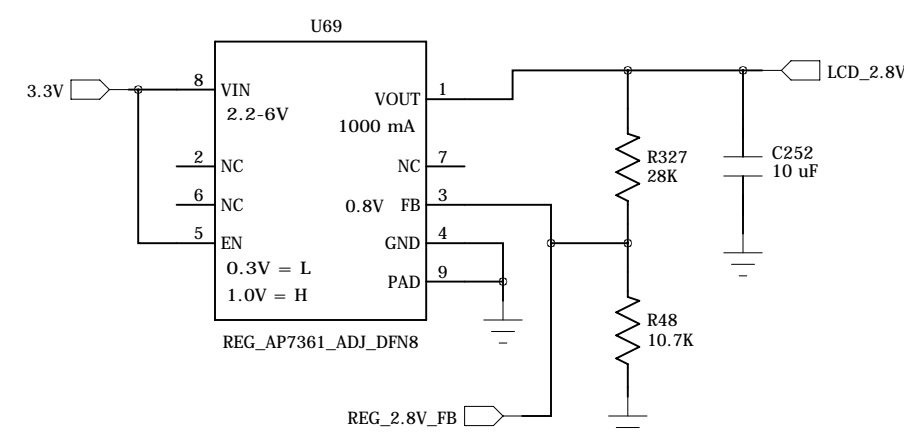 U69
3.3V
8
VIN
2.2-6V
VOUT
1
1000 mA
LCD_2.8V
2
NC
NC
7
R327
28K
C252
10 uF
6
NC
0.8V FB
3
5
EN
GND
4
0.3V = L
1.0V = H
PAD
9
REG_AP7361_ADJ_DFN8
R48
10.7K
REG_2.8V_FB